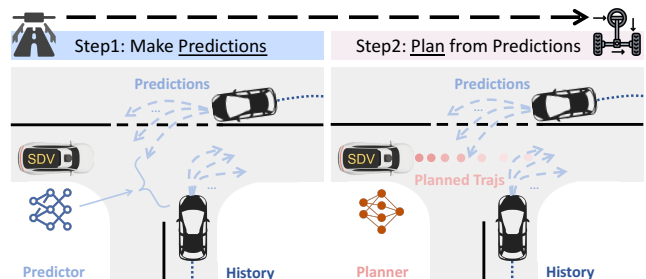 Step1: Make Predictions
Step2: Plan from Predictions
Predictions
SDV
...
...
Predictor
History
Predictions
SDV
...
...
Planned Trajs
Planner
History